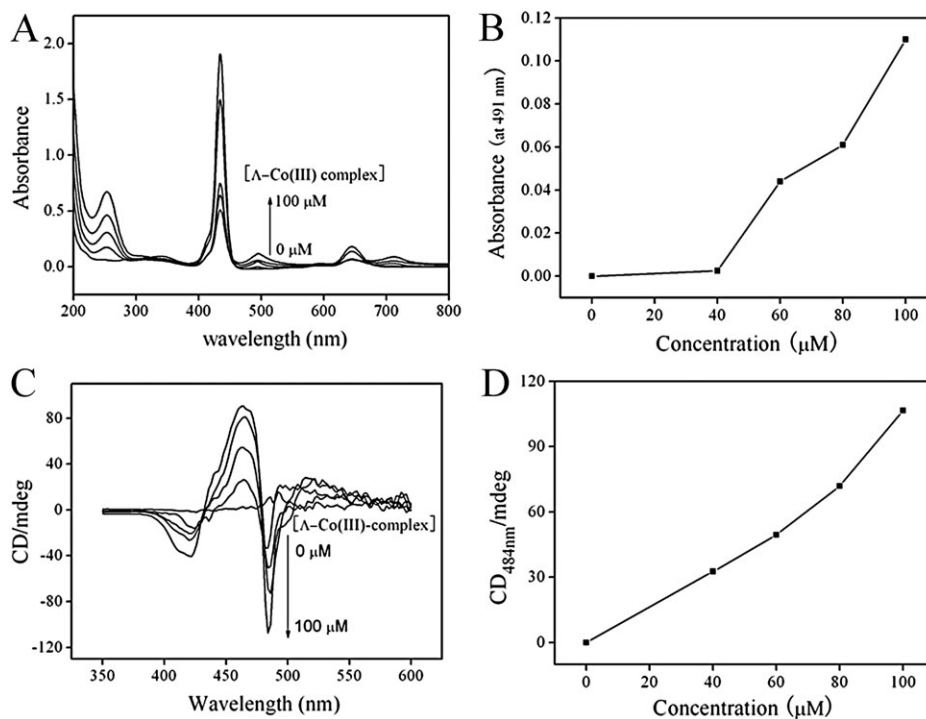 A
2.0
1.5
1.0
0.5
0.0
Absorbance
[Λ-Co(III) complex]
100 μM
0 μM
200 300 400 500 600 700 800
wavelength (nm)
B
0.12
0.10
0.08
0.06
0.04
0.02
0.00
Absorbance (at 491 nm)
0 20 40 60 80 100
Concentration (μM)
C
80
40
0
-40
-80
-120
CD/mdeg
[Λ-Co(III)-complex]
0 μM
100 μM
350 400 450 500 550 600
Wavelength (nm)
D
120
90
60
30
0
CD484nm/mdeg
0 20 40 60 80 100
Concentration (μM)